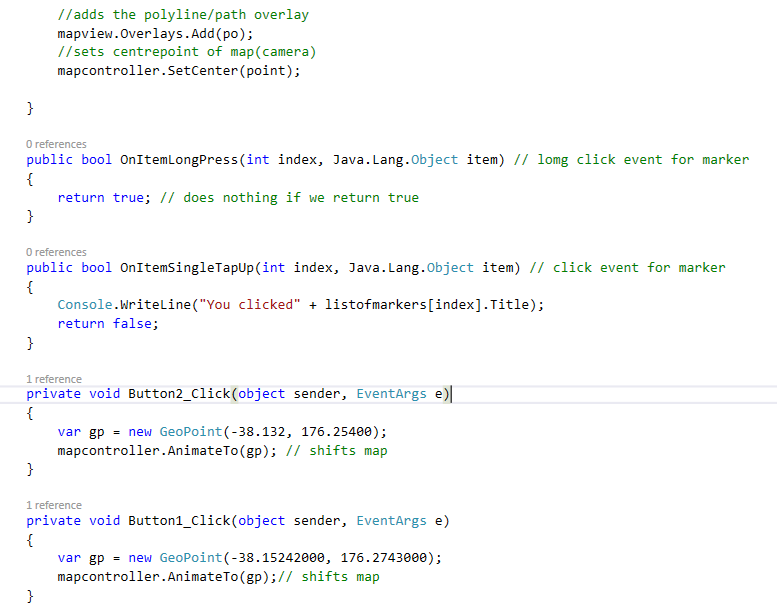 //adds the polyline/path overlay
mapview.Overlays.Add(po);
//sets centrepoint of map(camera)
mapcontroller.SetCenter(point);
}
0 references
public bool OnItemLongPress(int index, Java.Lang.Object item) // lomg click event for marker
{
return true; // does nothing if we return true
}
0 references
public bool OnItemSingleTapUp(int index, Java.Lang.Object item) // click event for marker
{
Console.WriteLine("You clicked" + listofmarkers[index].Title);
return false;
}
1 reference
private void Button2_Click(object sender, EventArgs e)
{
var gp = new GeoPoint(-38.132, 176.25400);
mapcontroller.AnimateTo(gp); // shifts map
}
1 reference
private void Button1_Click(object sender, EventArgs e)
{
var gp = new GeoPoint(-38.15242000, 176.2743000);
mapcontroller.AnimateTo(gp);// shifts map
}